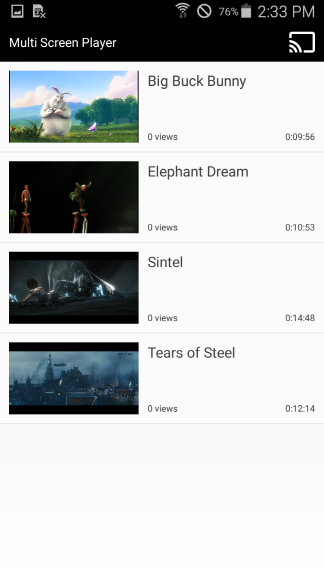 76% 2:33 PM
Multi Screen Player
Big Buck Bunny
0 views 0:09:56
Elephant Dream
0 views 0:10:53
Sintel
0 views 0:14:48
Tears of Steel
0 views 0:12:14